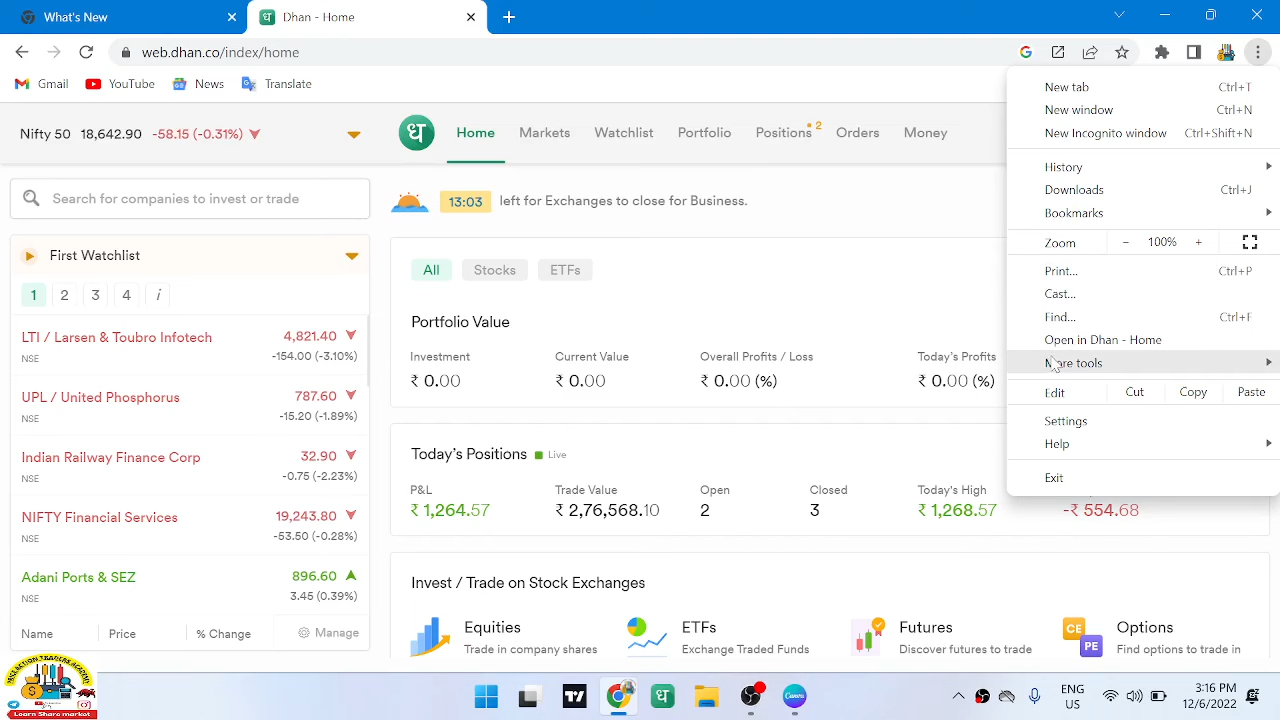 What's New
Dhan - Home
web.dhan.co/index/home
Gmail
YouTube
News
Translate
Nifty 50 18,642.90 -58.15 (-0.31%)
ध
Home
Markets
Watchlist
Portfolio
Positions 2
Orders
Money
Search for companies to invest or trade
13:03 left for Exchanges to close for Business.
First Watchlist
1 2 3 4 i
LTI / Larsen & Toubro Infotech 4,821.40
NSE -154.00 (-3.10%)
UPL / United Phosphorus 787.60
NSE -15.20 (-1.89%)
Indian Railway Finance Corp 32.90
NSE -0.75 (-2.23%)
NIFTY Financial Services 19,243.80
NSE -53.50 (-0.28%)
Adani Ports & SEZ 896.60
NSE 3.45 (0.39%)
Name Price % Change Manage
All Stocks ETFs
Portfolio Value
Investment Current Value Overall Profits / Loss Today's Profits
₹ 0.00 ₹ 0.00 ₹ 0.00 (%) ₹ 0.00 (%)
Today's Positions Live
P&L Trade Value Open Closed Today's High
₹ 1,264.57 ₹ 2,76,568.10 2 3 ₹ 1,268.57 -₹ 554.68
Invest / Trade on Stock Exchanges
Equities
Trade in company shares
ETFs
Exchange Traded Funds
Futures
Discover futures to trade
CE
PE
Options
Find options to trade in
New tab Ctrl+T
New window Ctrl+N
New Incognito window Ctrl+Shift+N
History
Downloads Ctrl+J
Bookmarks
Zoom - 100% +
Print... Ctrl+P
Cast...
Find... Ctrl+F
Open in Dhan - Home
More tools
Edit Cut Copy Paste
Settings
Help
Exit
Learn Share market
ध
Canva
ENG
US
3:16 PM
12/6/2022